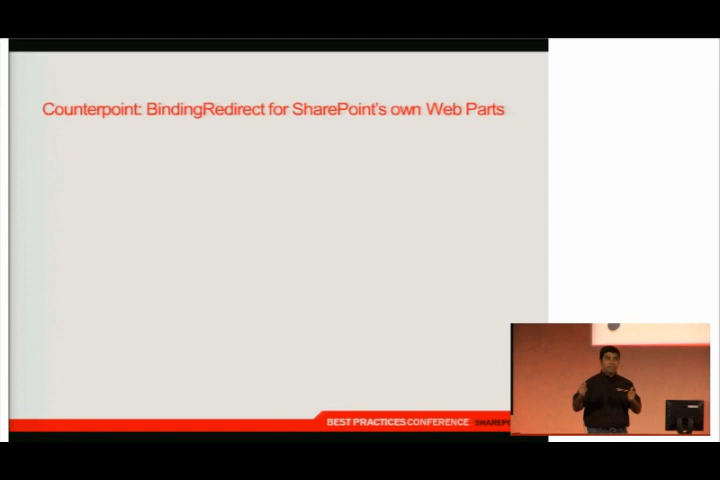 Counterpoint: BindingRedirect for SharePoint's own Web Parts
BEST PRACTICES CONFERENCE